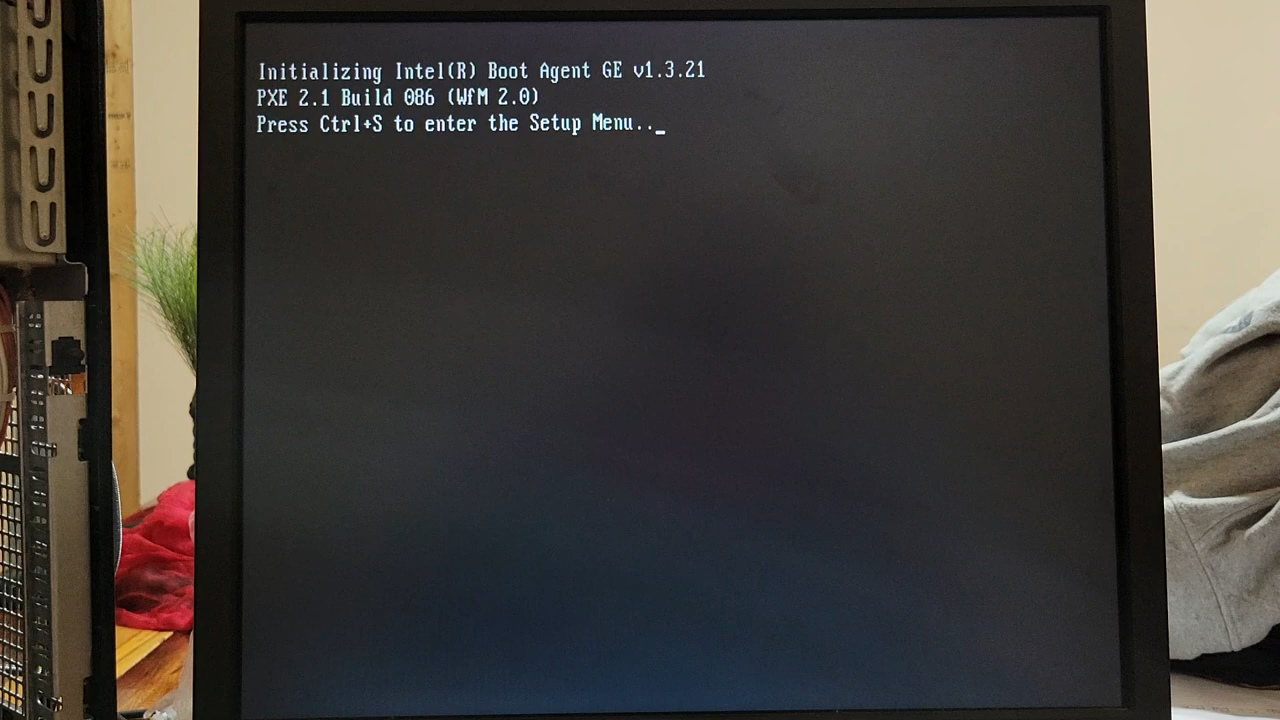 Initializing Intel(R) Boot Agent GE v1.3.21
PXE 2.1 Build 086 (WfM 2.0)
Press Ctrl+S to enter the Setup Menu.._